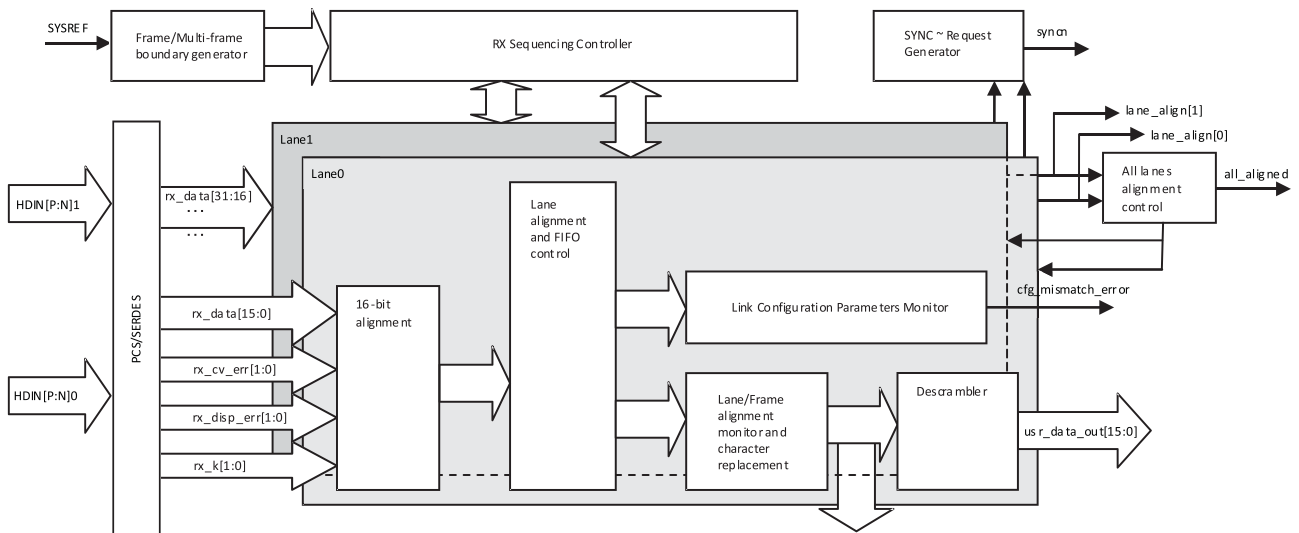 SYSREF
Frame/Multi-frame
boundary generator
RX Sequencing Controller
SYNC ~ Request
Generator
syncn
Lane1
Lane0
lane_align[1]
lane_align[0]
All lanes
alignment
control
all_aligned
HDIN[P:N]1
rx_data[31:16]
...
...
PCS/SERDES
Lane
alignment
and FIFO
control
16-bit
alignment
rx_data[15:0]
Link Configuration Parameters Monitor
cfg_mismatch_error
rx_cv_err[1:0]
HDIN[P:N]0
rx_disp_err[1:0]
rx_k[1:0]
Lane/Frame
alignment
monitor and
character
replacement
Descrambler
usr_data_out[15:0]